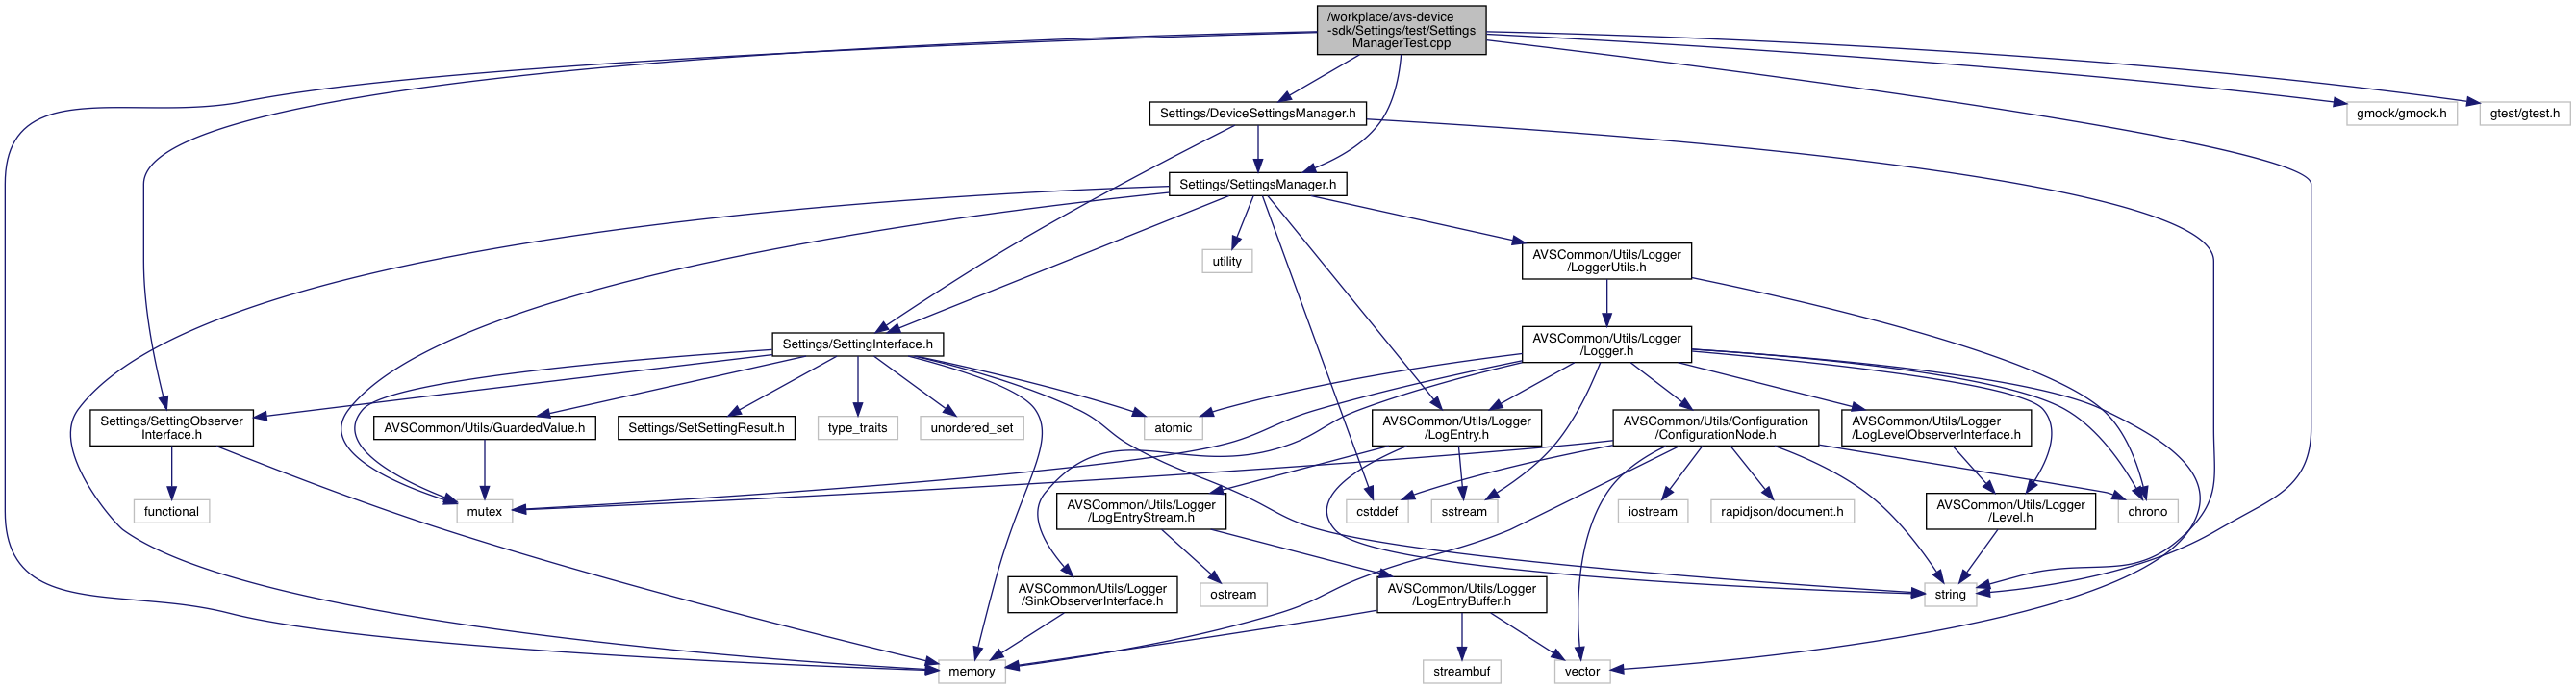 /workplace/avs-device
-sdk/Settings/test/Settings
ManagerTest.cpp
Settings/DeviceSettingsManager.h
gmock/gmock.h
gtest/gtest.h
Settings/SettingsManager.h
utility
AVSCommon/Utils/Logger
/LoggerUtils.h
Settings/SettingInterface.h
AVSCommon/Utils/Logger
/Logger.h
Settings/SettingObserver
Interface.h
AVSCommon/Utils/GuardedValue.h
Settings/SetSettingResult.h
type_traits
unordered_set
atomic
AVSCommon/Utils/Logger
/LogEntry.h
AVSCommon/Utils/Configuration
/ConfigurationNode.h
AVSCommon/Utils/Logger
/LogLevelObserverInterface.h
functional
mutex
AVSCommon/Utils/Logger
/LogEntryStream.h
cstddef
sstream
iostream
rapidjson/document.h
AVSCommon/Utils/Logger
/Level.h
chrono
AVSCommon/Utils/Logger
/SinkObserverInterface.h
ostream
AVSCommon/Utils/Logger
/LogEntryBuffer.h
string
memory
streambuf
vector